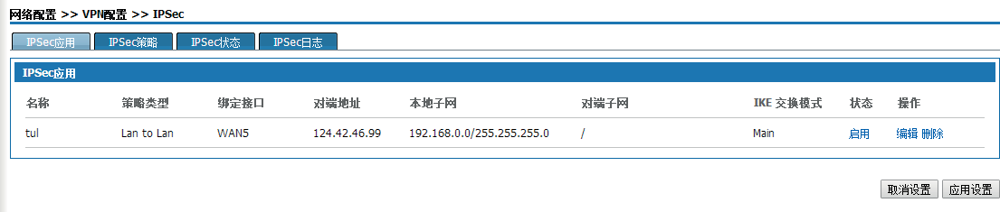 网络配置 >> VPN配置 >> IPSec
IPSec应用 IPSec策略 IPSec状态 IPSec日志
IPSec应用
名称 策略类型 绑定接口 对端地址 本地子网 对端子网 IKE 交换模式 状态 操作
tul Lan to Lan WAN5 124.42.46.99 192.168.0.0/255.255.255.0 / Main 启用 编辑 删除
取消设置 应用设置